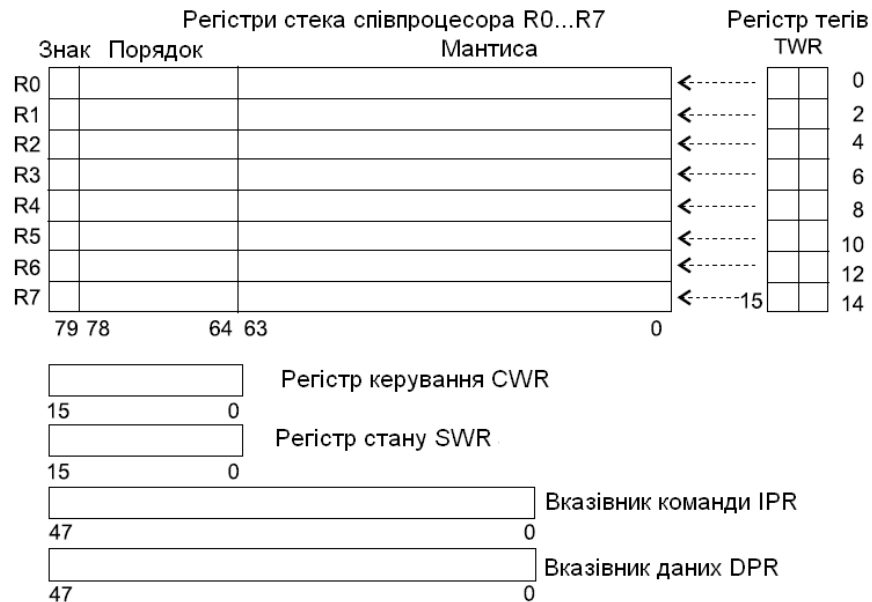 Регістри стека співпроцесора R0...R7 Регістр тегів
Знак Порядок Мантиса TWR
R0 0
R1 2
R2 4
R3 6
R4 8
R5 10
R6 12
R7 15 14
79 78 64 63 0
Регістр керування CWR
15 0
Регістр стану SWR
15 0
Вказівник команди IPR
47 0
Вказівник даних DPR
47 0